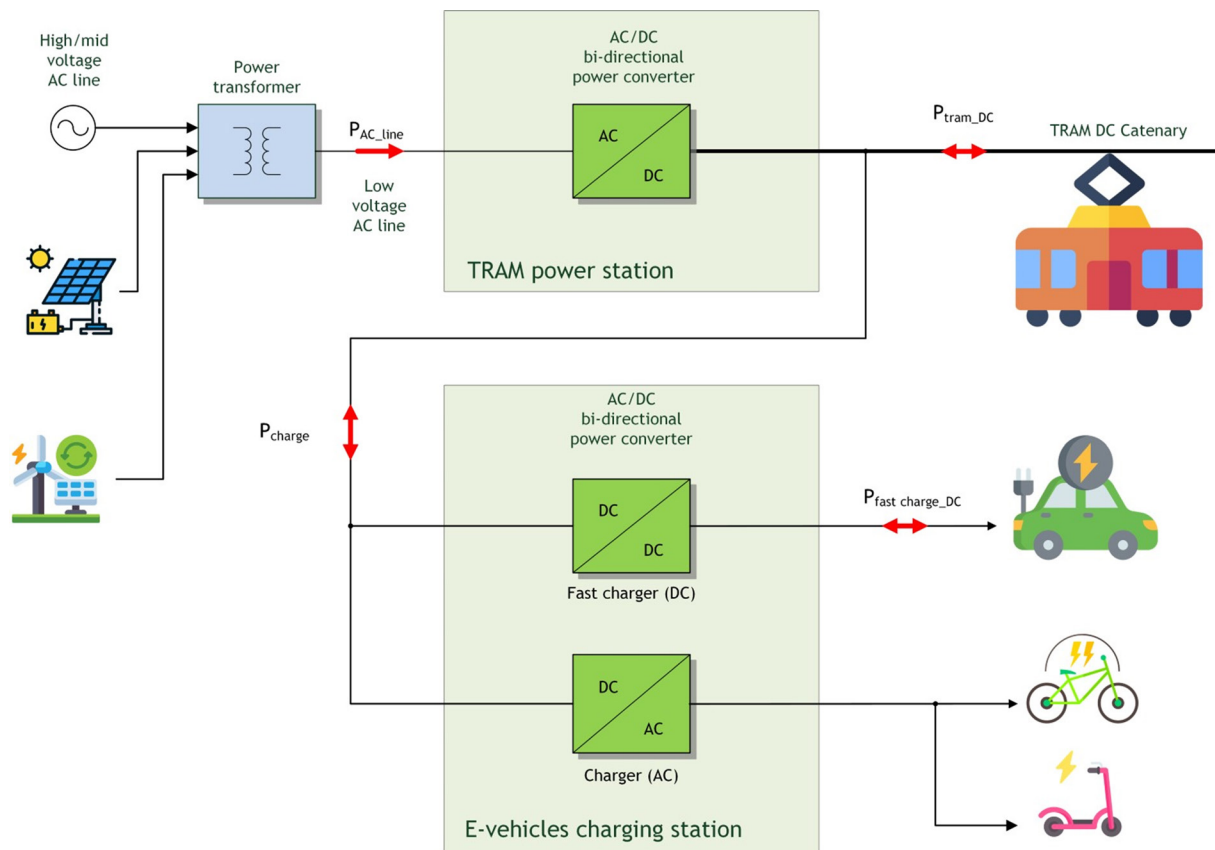 High/mid
voltage
AC line
Power
transformer
P_AC_line
Low
voltage
AC line
AC/DC
bi-directional
power converter
AC
DC
TRAM power station
P_tram_DC
TRAM DC Catenary
P_charge
AC/DC
bi-directional
power converter
DC
DC
Fast charger (DC)
P_fast charge_DC
DC
AC
Charger (AC)
E-vehicles charging station